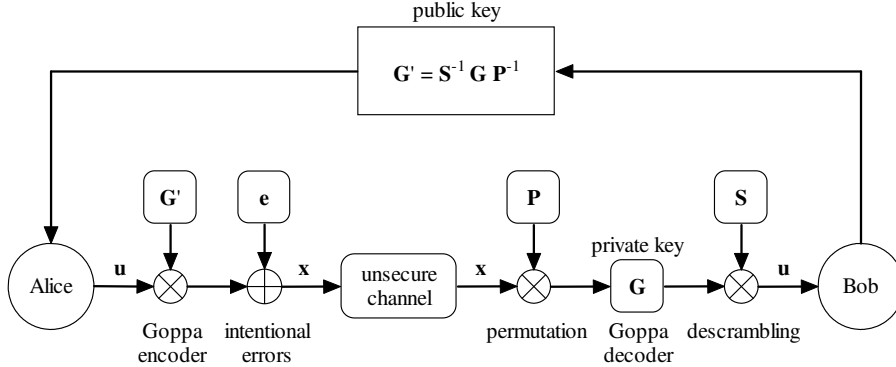 public key
G' = S⁻¹ G P⁻¹
G' e P S
private key
Alice u x unsecure channel x G u Bob
Goppa encoder
intentional errors
permutation
Goppa decoder
descrambling